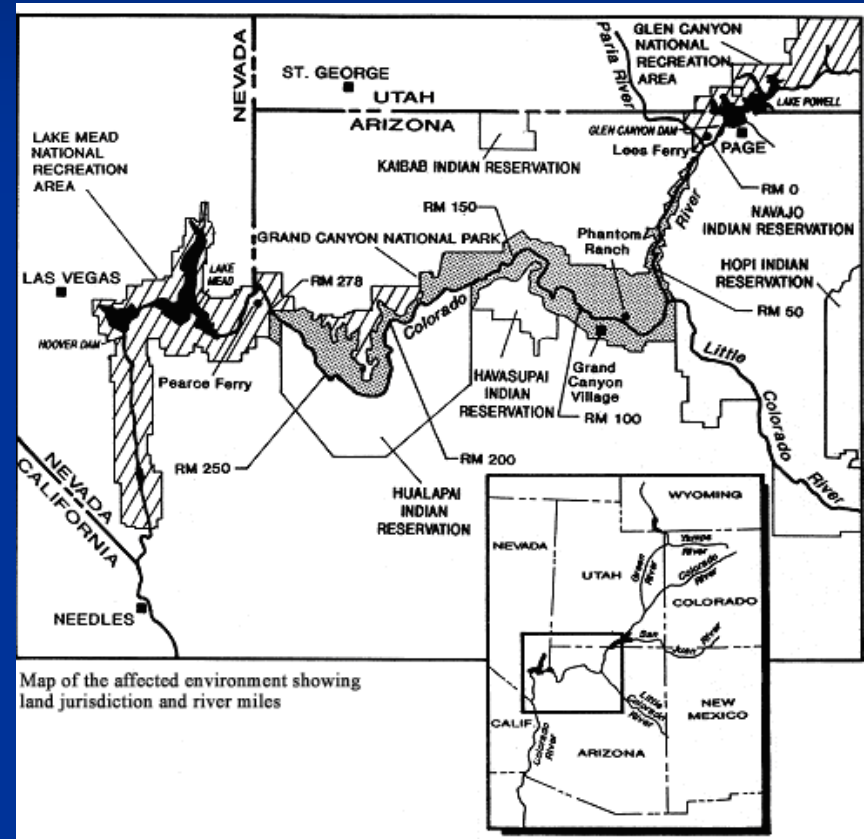 GLEN CANYON
NATIONAL
RECREATION
AREA
Paria River
NEVADA
ST. GEORGE
UTAH
ARIZONA
LAKE POWELL
GLEN CANYON DAM
PAGE
Lees Ferry
LAKE MEAD
NATIONAL
RECREATION
AREA
KAIBAB INDIAN RESERVATION
RM 0
River
NAVAJO
INDIAN RESERVATION
RM 150
Phantom
Ranch
GRAND CANYON NATIONAL PARK
HOPI INDIAN
RESERVATION
LAS VEGAS
LAKE
MEAD
RM 278
Colorado
RM 50
HOOVER DAM
Pearce Ferry
HAVASUPAI
INDIAN
RESERVATION
Grand
Canyon
Village
Little
Colorado
River
RM 100
RM 250
RM 200
NEVADA
CALIFORNIA
HUALAPAI
INDIAN
RESERVATION
NEEDLES
WYOMING
NEVADA
Yampa
River
Green
River
UTAH
Colorado
River
COLORADO
San
Juan
River
Little
Colorado
River
NEW
MEXICO
CALIF.
Colorado
River
ARIZONA
Map of the affected environment showing
land jurisdiction and river miles